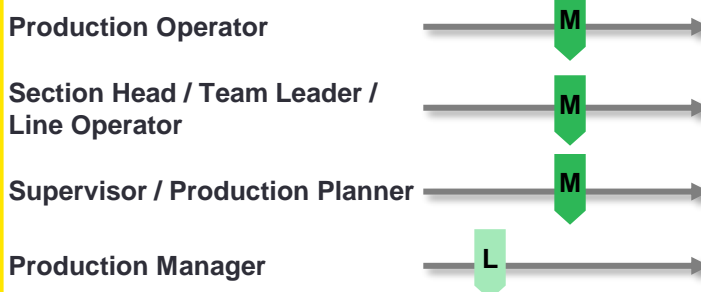 Production Operator M
Section Head / Team Leader /
Line Operator M
Supervisor / Production Planner M
Production Manager L